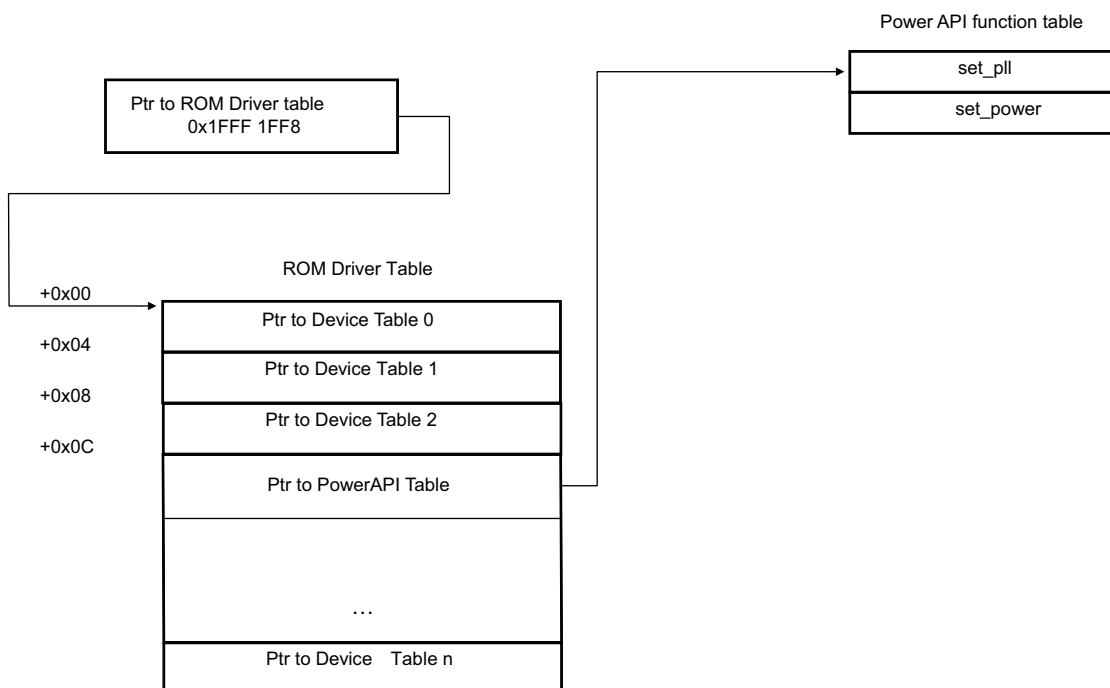 Power API function table
set_pll
set_power
Ptr to ROM Driver table
0x1FFF 1FF8
ROM Driver Table
+0x00
Ptr to Device Table 0
+0x04
Ptr to Device Table 1
+0x08
Ptr to Device Table 2
+0x0C
Ptr to PowerAPI Table
…
Ptr to Device Table n